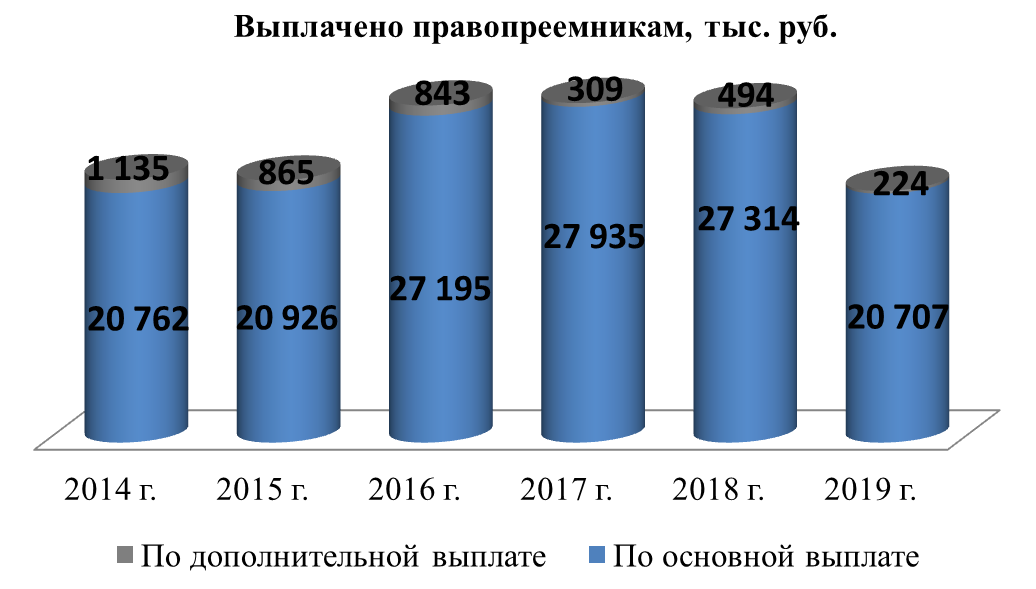 Выплачено правопреемникам, тыс. руб.
1 135
865
843
309
494
224
20 762
20 926
27 195
27 935
27 314
20 707
2014 г.
2015 г.
2016 г.
2017 г.
2018 г.
2019 г.
По дополнительной выплате
По основной выплате